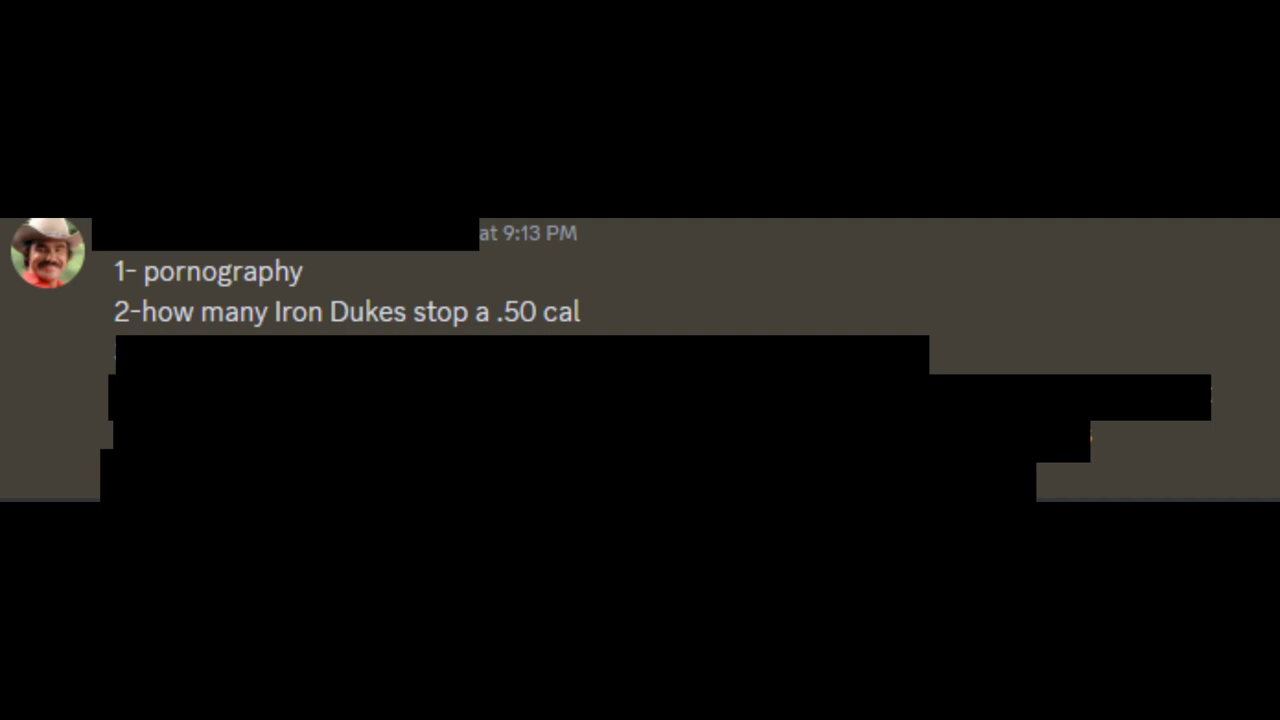 at 9:13 PM
1- pornography
2-how many Iron Dukes stop a .50 cal